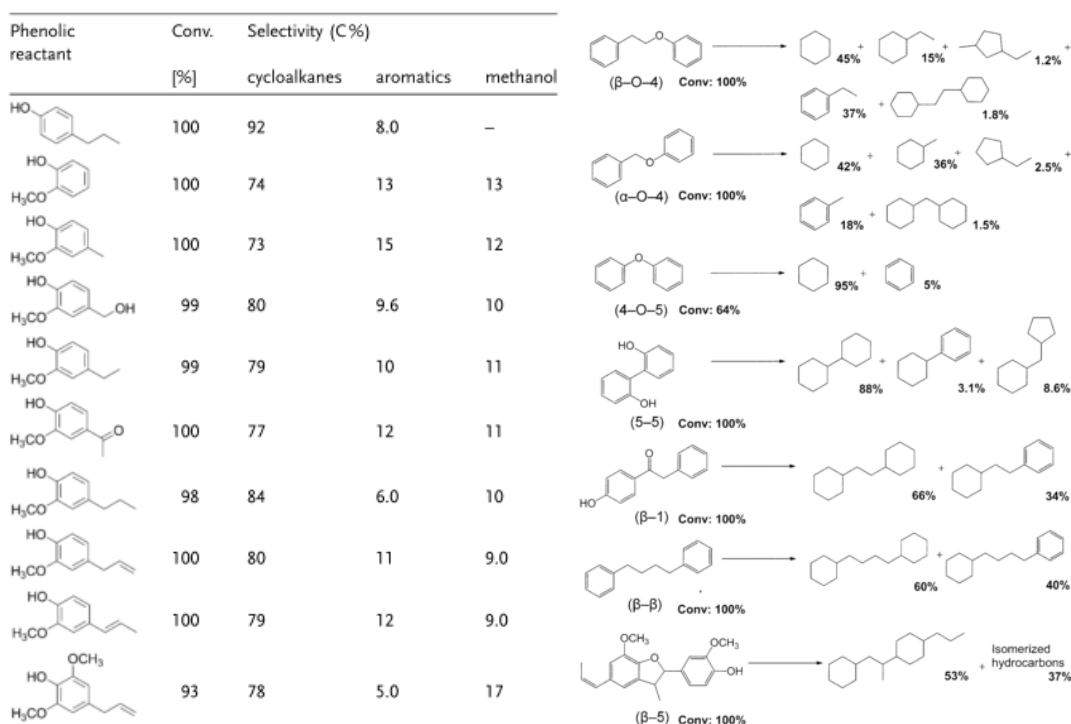 Phenolic reactant Conv. Selectivity (C%)
[%] cycloalkanes aromatics methanol
HO 100 92 8.0 –
HO H₃CO 100 74 13 13
HO H₃CO 100 73 15 12
HO H₃CO OH 99 80 9.6 10
HO H₃CO 99 79 10 11
HO H₃CO O 100 77 12 11
HO H₃CO 98 84 6.0 10
HO H₃CO 100 80 11 9.0
HO H₃CO 100 79 12 9.0
OCH₃ HO H₃CO 93 78 5.0 17
O + + +
45% 15% 1.2%
(β–O–4) Conv: 100%
+
37% 1.8%
O + + +
42% 36% 2.5%
(α–O–4) Conv: 100%
+
18% 1.5%
O +
95% 5%
(4–O–5) Conv: 64%
HO + +
OH 88% 3.1% 8.6%
(5–5) Conv: 100%
O +
HO 66% 34%
(β–1) Conv: 100%
+
60% 40%
(β–β) Conv: 100%
H₃CO O OCH₃ OH + Isomerized
hydrocarbons
53% 37%
(β–5) Conv: 100%